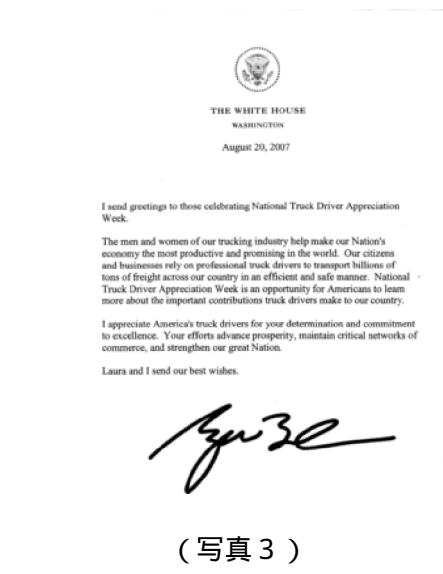 THE WHITE HOUSE
WASHINGTON
August 20, 2007
I send greetings to those celebrating National Truck Driver Appreciation
Week.
The men and women of our trucking industry help make our Nation's
economy the most productive and promising in the world. Our citizens
and businesses rely on professional truck drivers to transport billions of
tons of freight across our country in an efficient and safe manner. National
Truck Driver Appreciation Week is an opportunity for Americans to learn
more about the important contributions truck drivers make to our country.
I appreciate America's truck drivers for your determination and commitment
to excellence. Your efforts advance prosperity, maintain critical networks of
commerce, and strengthen our great Nation.
Laura and I send our best wishes.
(写真3)